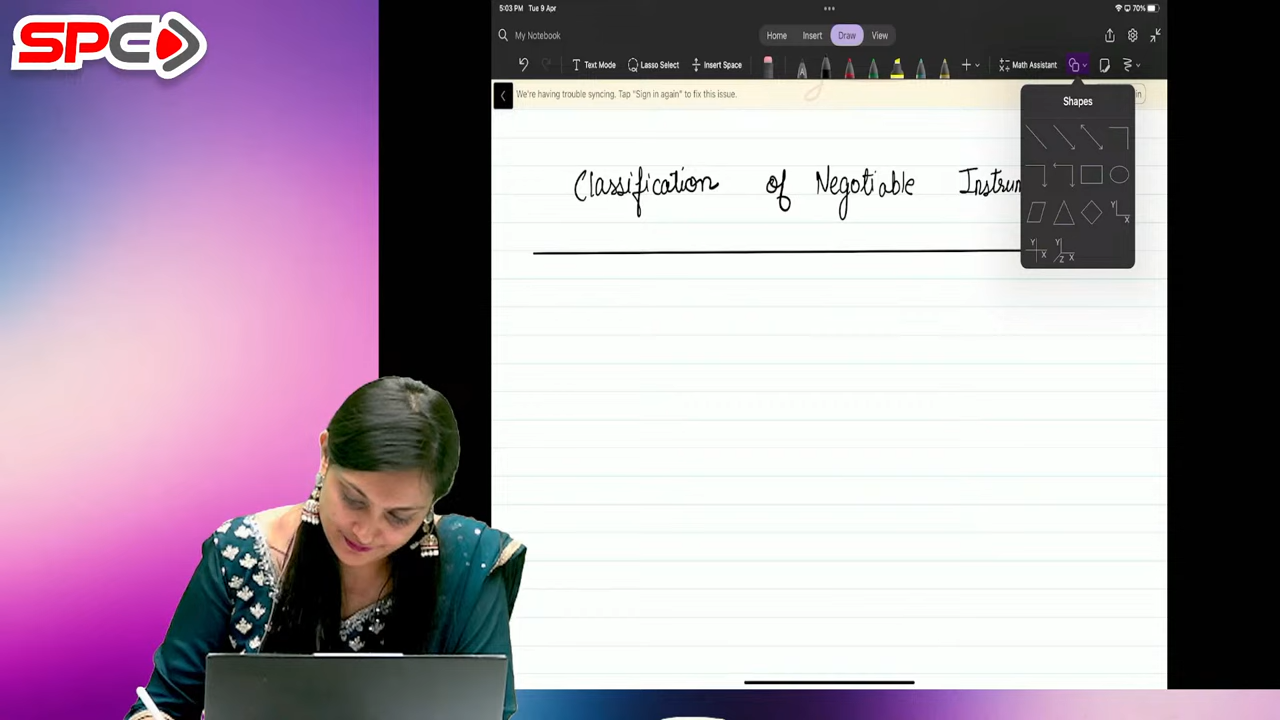 SPE
5:03 PM Tue 9 Apr
70%
My Notebook
Home Insert Draw View
Text Mode Lasso Select Insert Space Math Assistant
We're having trouble syncing. Tap "Sign in again" to fix this issue.
in
Shapes
Y X
Y X Y Z X
Classification of Negotiable Instrum